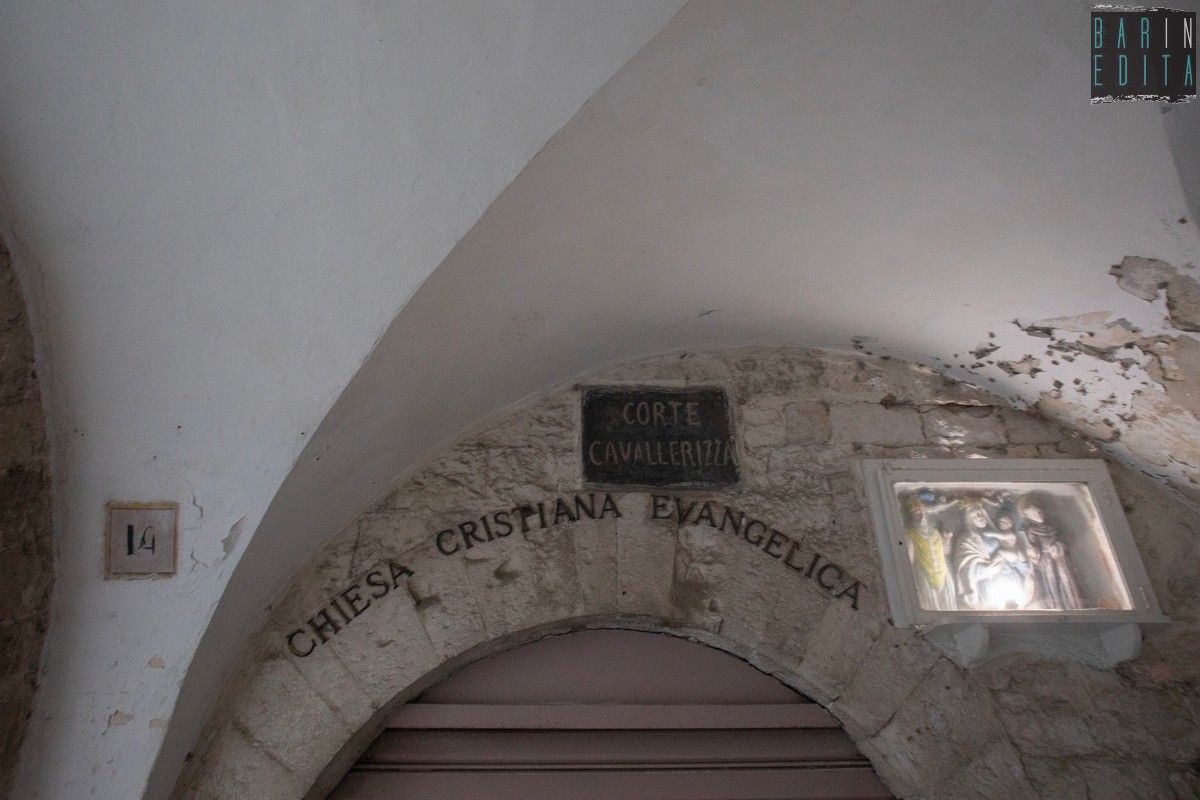 BARIN
EDITA
CORTE
CAVALLERIZZA
CHIESA CRISTIANA EVANGELICA
14